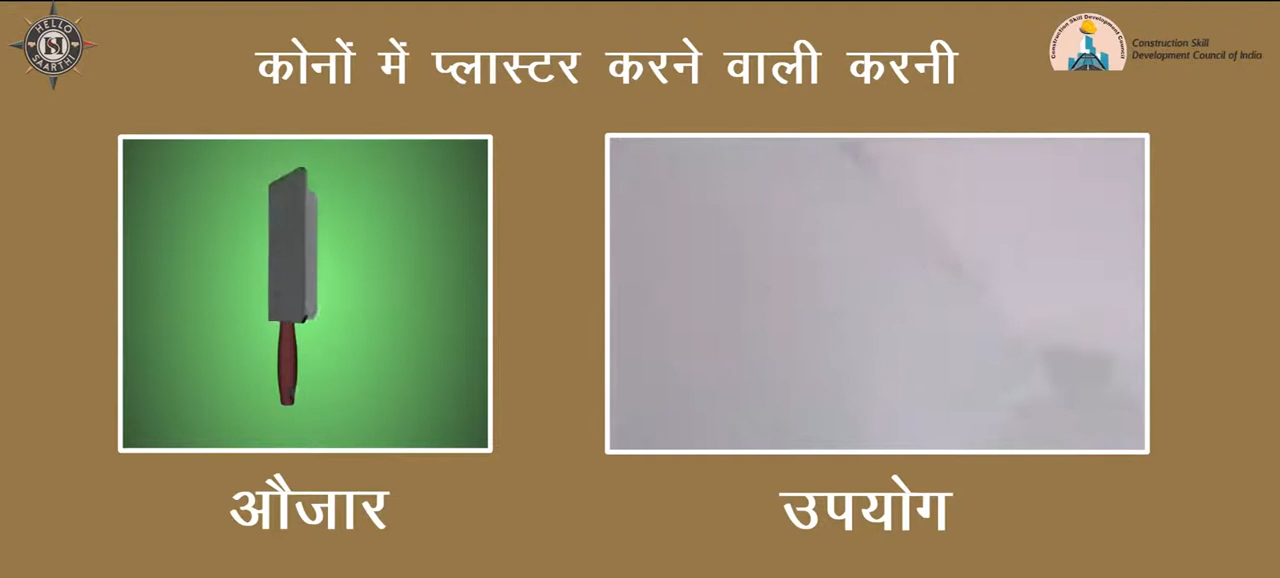 HELLO
SAARTHI
कोनों में प्लास्टर करने वाली करनी
Construction Skill Development Council
Construction Skill
Development Council of India
औजार
उपयोग